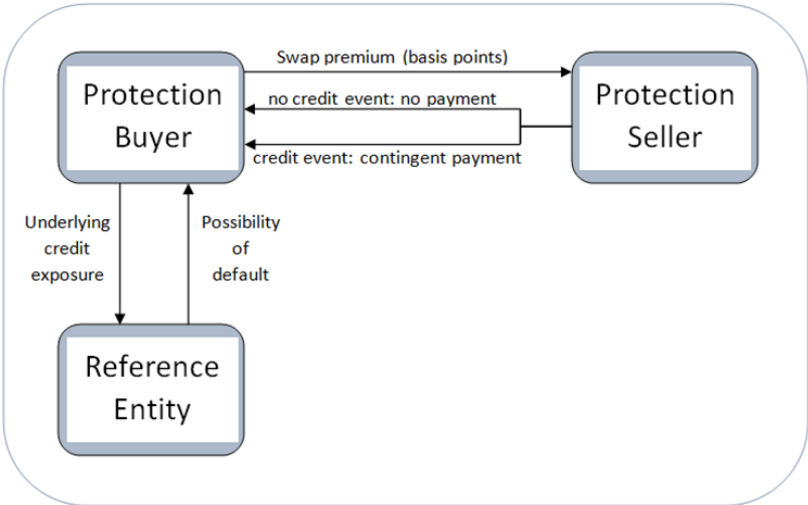 Swap premium (basis points)
Protection
Buyer
no credit event: no payment
Protection
Seller
credit event: contingent payment
Underlying
credit
exposure
Possibility
of
default
Reference
Entity